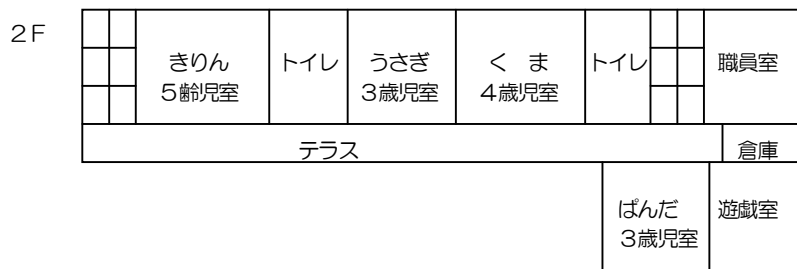 2F
きりん
5齢児室
トイレ
うさぎ
3歳児室
くま
4歳児室
トイレ
職員室
テラス
倉庫
ぱんだ
3歳児室
遊戯室